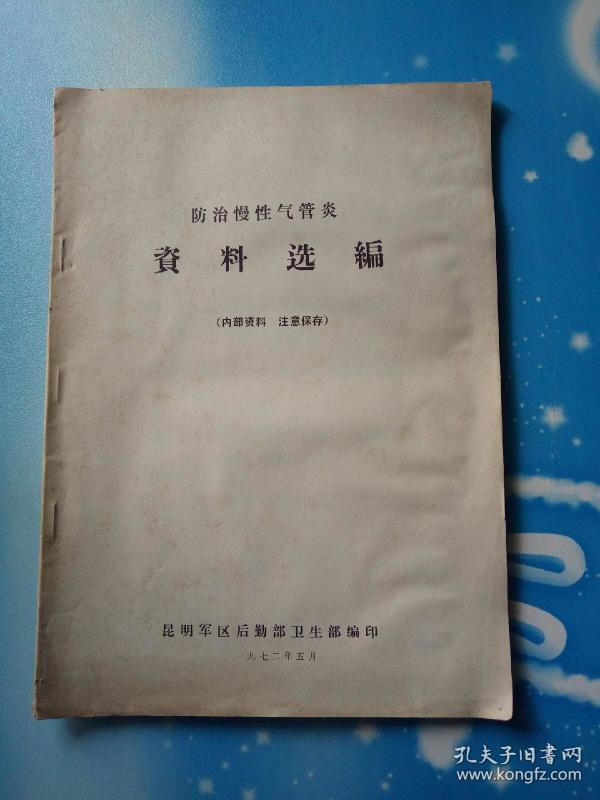 防治慢性气管炎
資料选編
（内部资料 注意保存）
昆明军区后勤部卫生部编印
一九七二年五月
孔夫子旧書网
www.kongfz.com